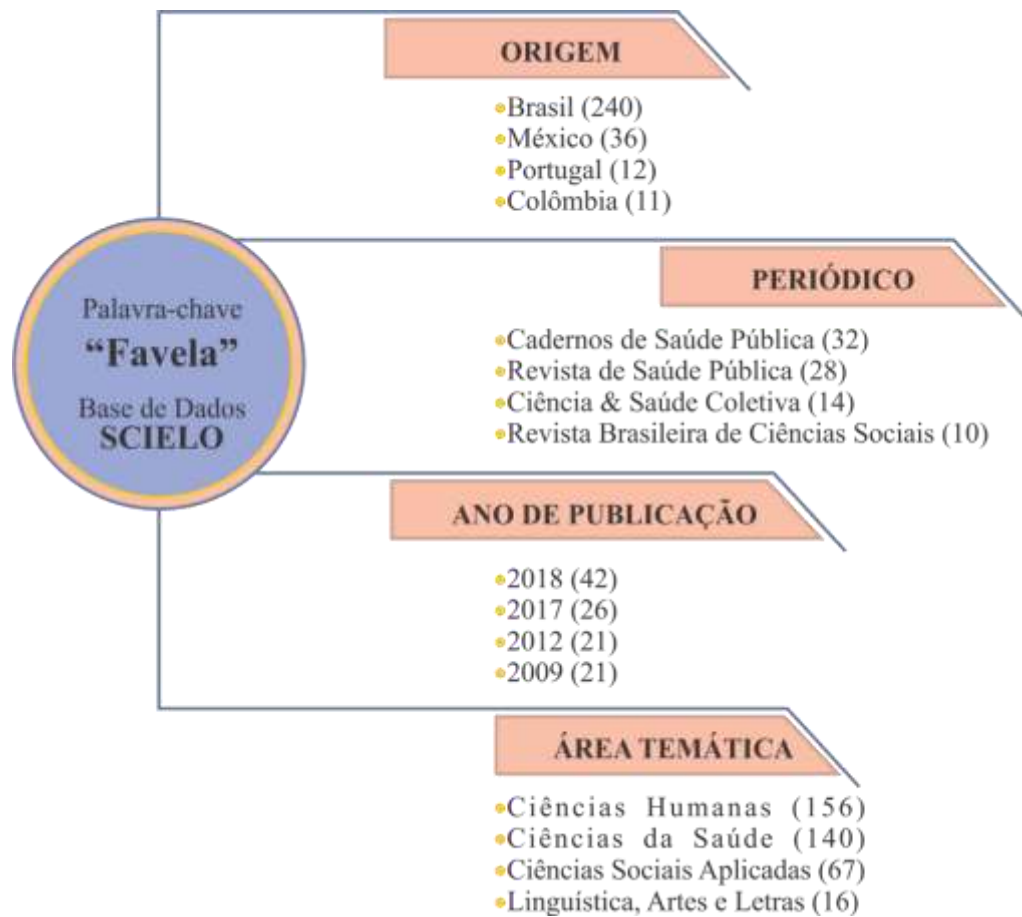 ORIGEM
•Brasil (240)
•México (36)
•Portugal (12)
•Colômbia (11)
Palavra-chave
“Favela”
Base de Dados
SCIELO
PERIÓDICO
•Cadernos de Saúde Pública (32)
•Revista de Saúde Pública (28)
•Ciência & Saúde Coletiva (14)
•Revista Brasileira de Ciências Sociais (10)
ANO DE PUBLICAÇÃO
•2018 (42)
•2017 (26)
•2012 (21)
•2009 (21)
ÁREA TEMÁTICA
•Ciências Humanas (156)
•Ciências da Saúde (140)
•Ciências Sociais Aplicadas (67)
•Linguística, Artes e Letras (16)